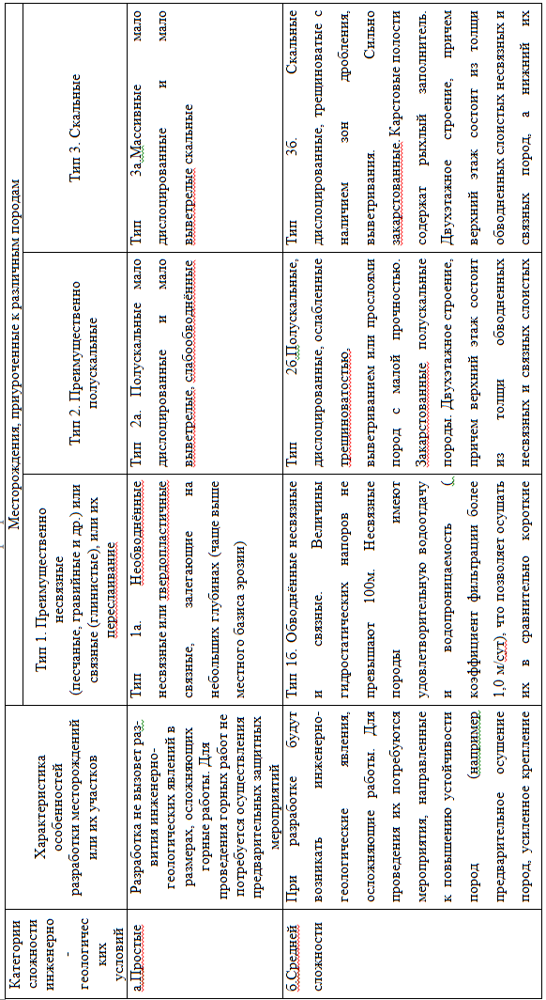 Категории
сложности
инженерно
-
геологичес
ких
условий
Характеристика
особенностей
разработки месторождений
или их участков
Месторождения, приуроченные к различным породам
Тип 1. Преимущественно
несвязные
(песчаные, гравийные и др.) или
связные (глинистые), или их
переслаивание
Тип 2. Преимущественно
полускальные
Тип 3. Скальные
а.Простые
Разработка не вызовет раз-
вития инженерно-
геологических явлений в
размерах, осложняющих
горные работы. Для
проведения горных работ не
потребуется осуществления
предварительных защитных
мероприятий
Тип 1а. Необводнённые
несвязные или твердопластичные
связные, залегающие на
небольших глубинах (чаще выше
местного базиса эрозии)
Тип 2а. Полускальные мало
дислоцированные и мало
выветрелые, слабообводнённые
Тип 3а.Массивные мало
дислоцированные и мало
выветрелые скальные
б.Средней
сложности
При разработке будут
возникать инженерно-
геологические явления,
осложняющие работы. Для
проведения их потребуются
мероприятия, направленные
к повышению устойчивости
пород (например
предварительное осушение
пород, усиленное крепление
Тип 1б. Обводнённые несвязные
и связные. Величины
гидростатических напоров не
превышают 100м. Несвязные
породы имеют
удовлетворительную водоотдачу
и водопроницаемость (
коэффициент фильтрации более
1,0 м/сут), что позволяет осушать
их в сравнительно короткие
Тип 2б.Полускальные,
дислоцированные, ослабленные
трещиноватостью,
выветриванием или прослоями
пород с малой прочностью.
Закарстованные полускальные
породы. Двухэтажное строение,
причем верхний этаж состоит
из толщи обводненных
несвязных и связных слоистых
Тип 3б. Скальные
дислоцированные, трещиноватые с
наличием зон дробления,
выветривания. Сильно
закарстованные. Карстовые полости
содержат рыхлый заполнитель.
Двухэтажное строение, причем
верхний этаж состоит из толщи
обводненных слоистых несвязных и
связных пород, а нижний их